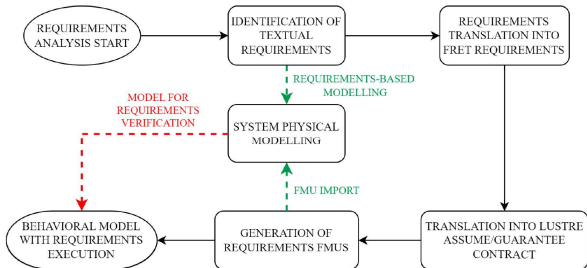 REQUIREMENTS
ANALYSIS START
IDENTIFICATION OF
TEXTUAL
REQUIREMENTS
REQUIREMENTS
TRANSLATION INTO
FRET REQUIREMENTS
REQUIREMENTS-BASED
MODELLING
MODEL FOR
REQUIREMENTS
VERIFICATION
SYSTEM PHYSICAL
MODELLING
FMU IMPORT
BEHAVIORAL MODEL
WITH REQUIREMENTS
EXECUTION
GENERATION OF
REQUIREMENTS FMUS
TRANSLATION INTO LUSTRE
ASSUME/GUARANTEE
CONTRACT